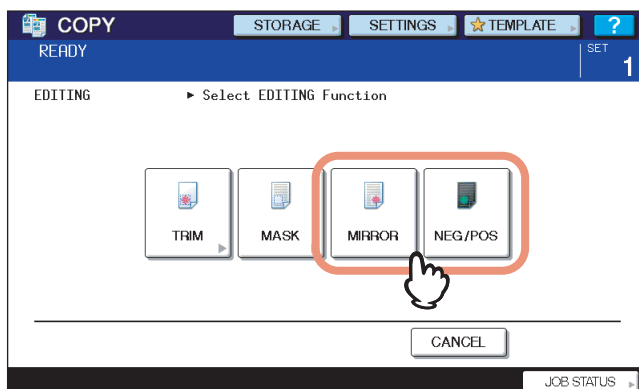 COPY STORAGE SETTINGS TEMPLATE ?
READY SET
1
EDITING ► Select EDITING Function
TRIM MASK MIRROR NEG/POS
CANCEL
JOB STATUS